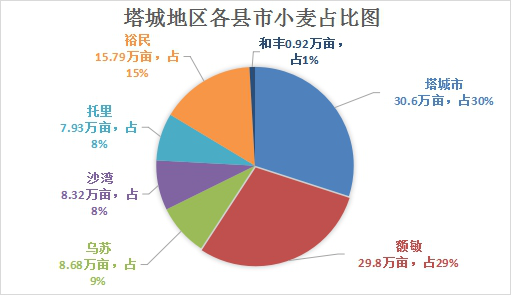 塔城地区各县市小麦占比图
和丰0.92万亩，
占1%
塔城市
30.6万亩，占30%
额敏
29.8万亩，占29%
乌苏
8.68万亩，占
9%
沙湾
8.32万亩，占
8%
托里
7.93万亩，占
8%
裕民
15.79万亩，占
15%